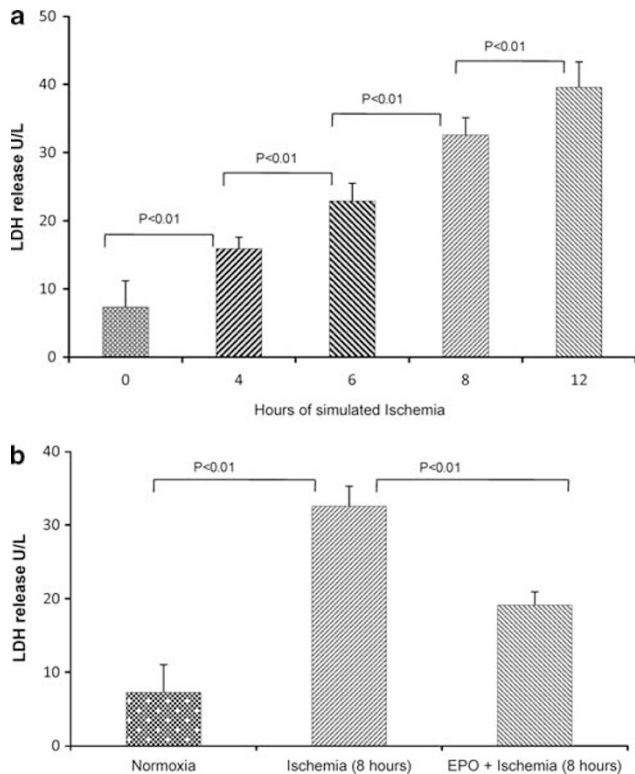 a
50
P<0.01
40
P<0.01
30
P<0.01
20
P<0.01
10
0
LDH release U/L
0 4 6 8 12
Hours of simulated Ischemia
b
40
P<0.01 P<0.01
30
20
10
0
LDH release U/L
Normoxia Ischemia (8 hours) EPO + Ischemia (8 hours)